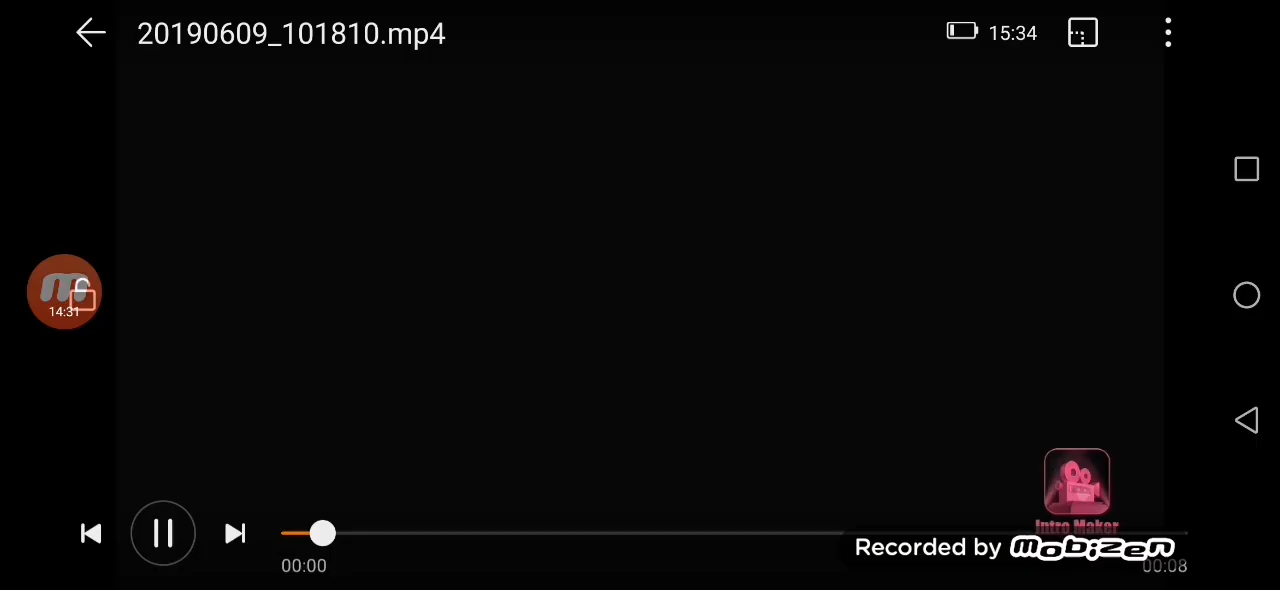 20190609_101810.mp4
15:34
m
14:31
Intro Maker
Recorded by mobizen
00:00
00:08